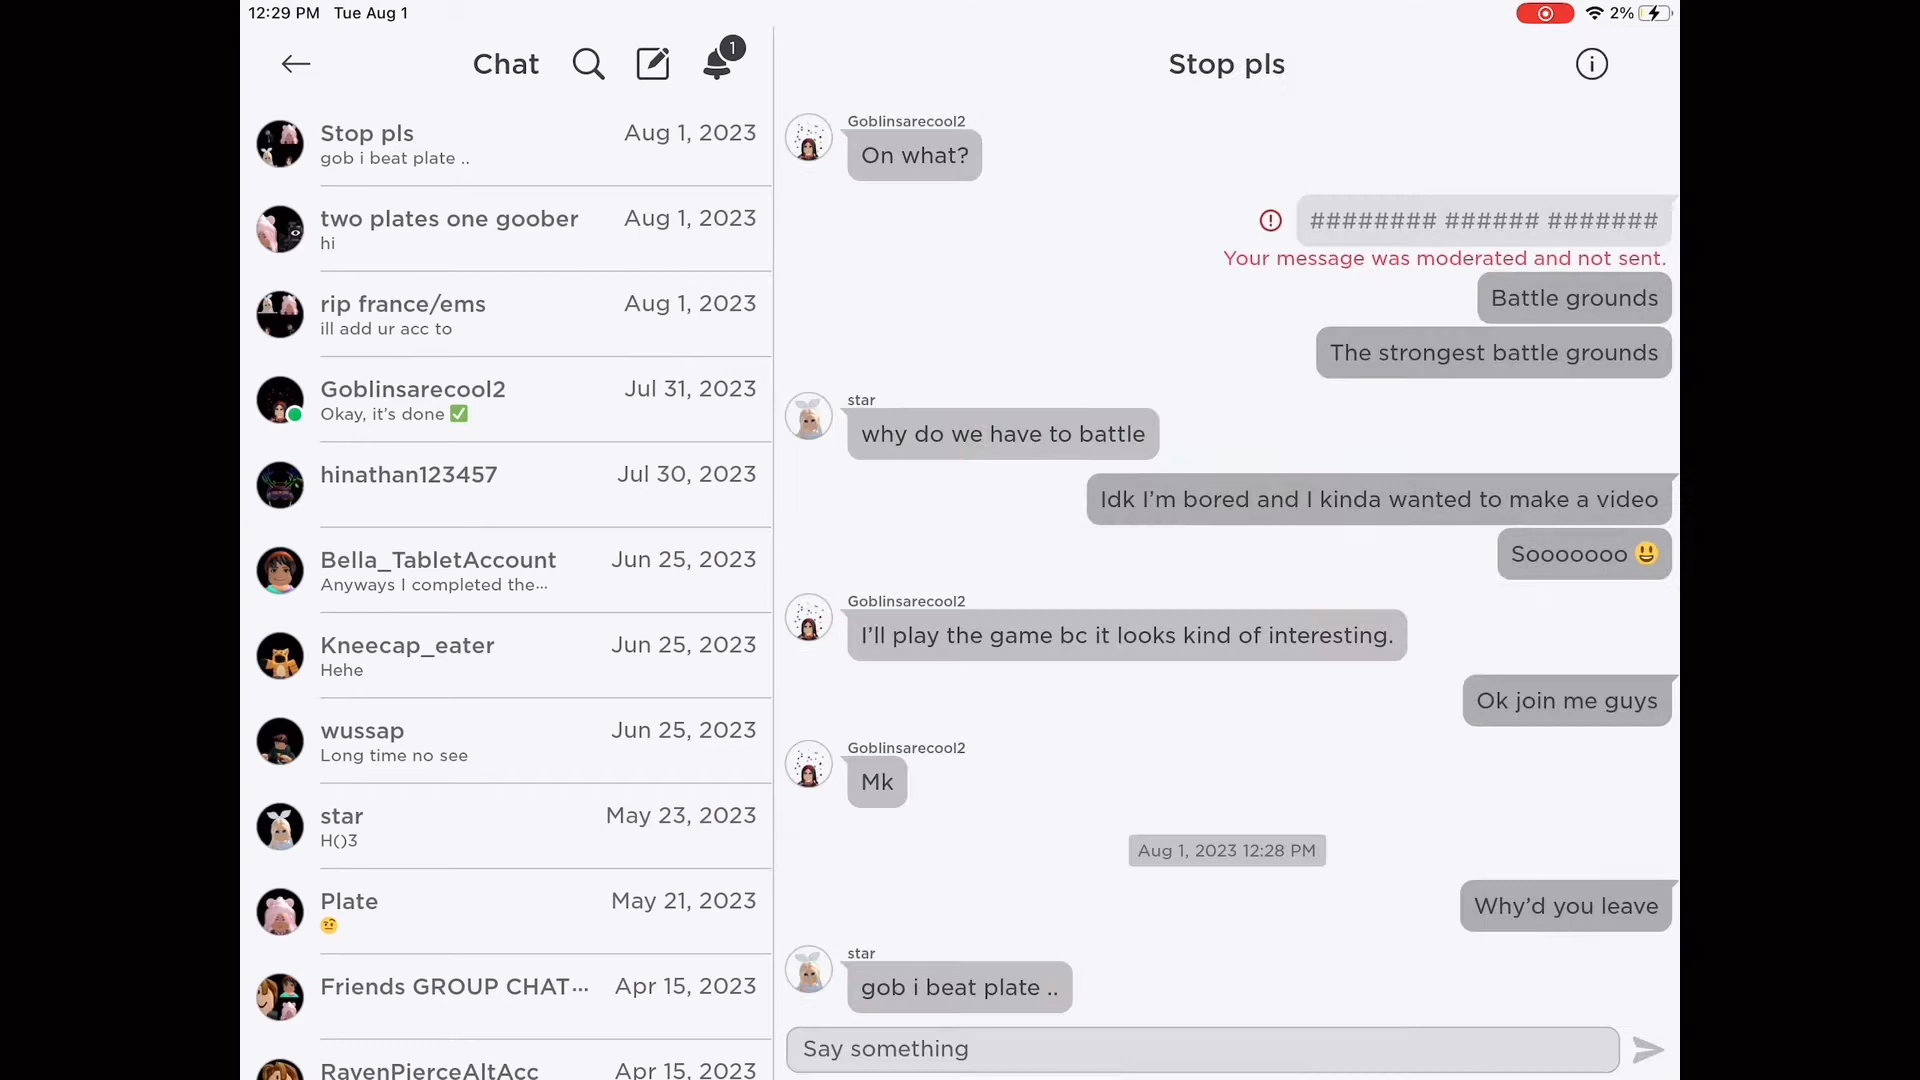 12:29 PM Tue Aug 1
2%
Chat
1
Stop pls
Aug 1, 2023
gob i beat plate ..
two plates one goober
Aug 1, 2023
hi
rip france/ems
Aug 1, 2023
ill add ur acc to
Goblinsarecool2
Jul 31, 2023
Okay, it’s done ✅
hinathan123457
Jul 30, 2023
Bella_TabletAccount
Jun 25, 2023
Anyways I completed the...
Kneecap_eater
Jun 25, 2023
Hehe
wussap
Jun 25, 2023
Long time no see
star
May 23, 2023
H()3
Plate
May 21, 2023
🤨
Friends GROUP CHAT...
Apr 15, 2023
RavenPierceAltAcc
Apr 15, 2023
Stop pls
Goblinsarecool2
On what?
######## ###### #######
Your message was moderated and not sent.
Battle grounds
The strongest battle grounds
star
why do we have to battle
Idk I’m bored and I kinda wanted to make a video
Sooooooo 😃
Goblinsarecool2
I’ll play the game bc it looks kind of interesting.
Ok join me guys
Goblinsarecool2
Mk
Aug 1, 2023 12:28 PM
Why’d you leave
star
gob i beat plate ..
Say something